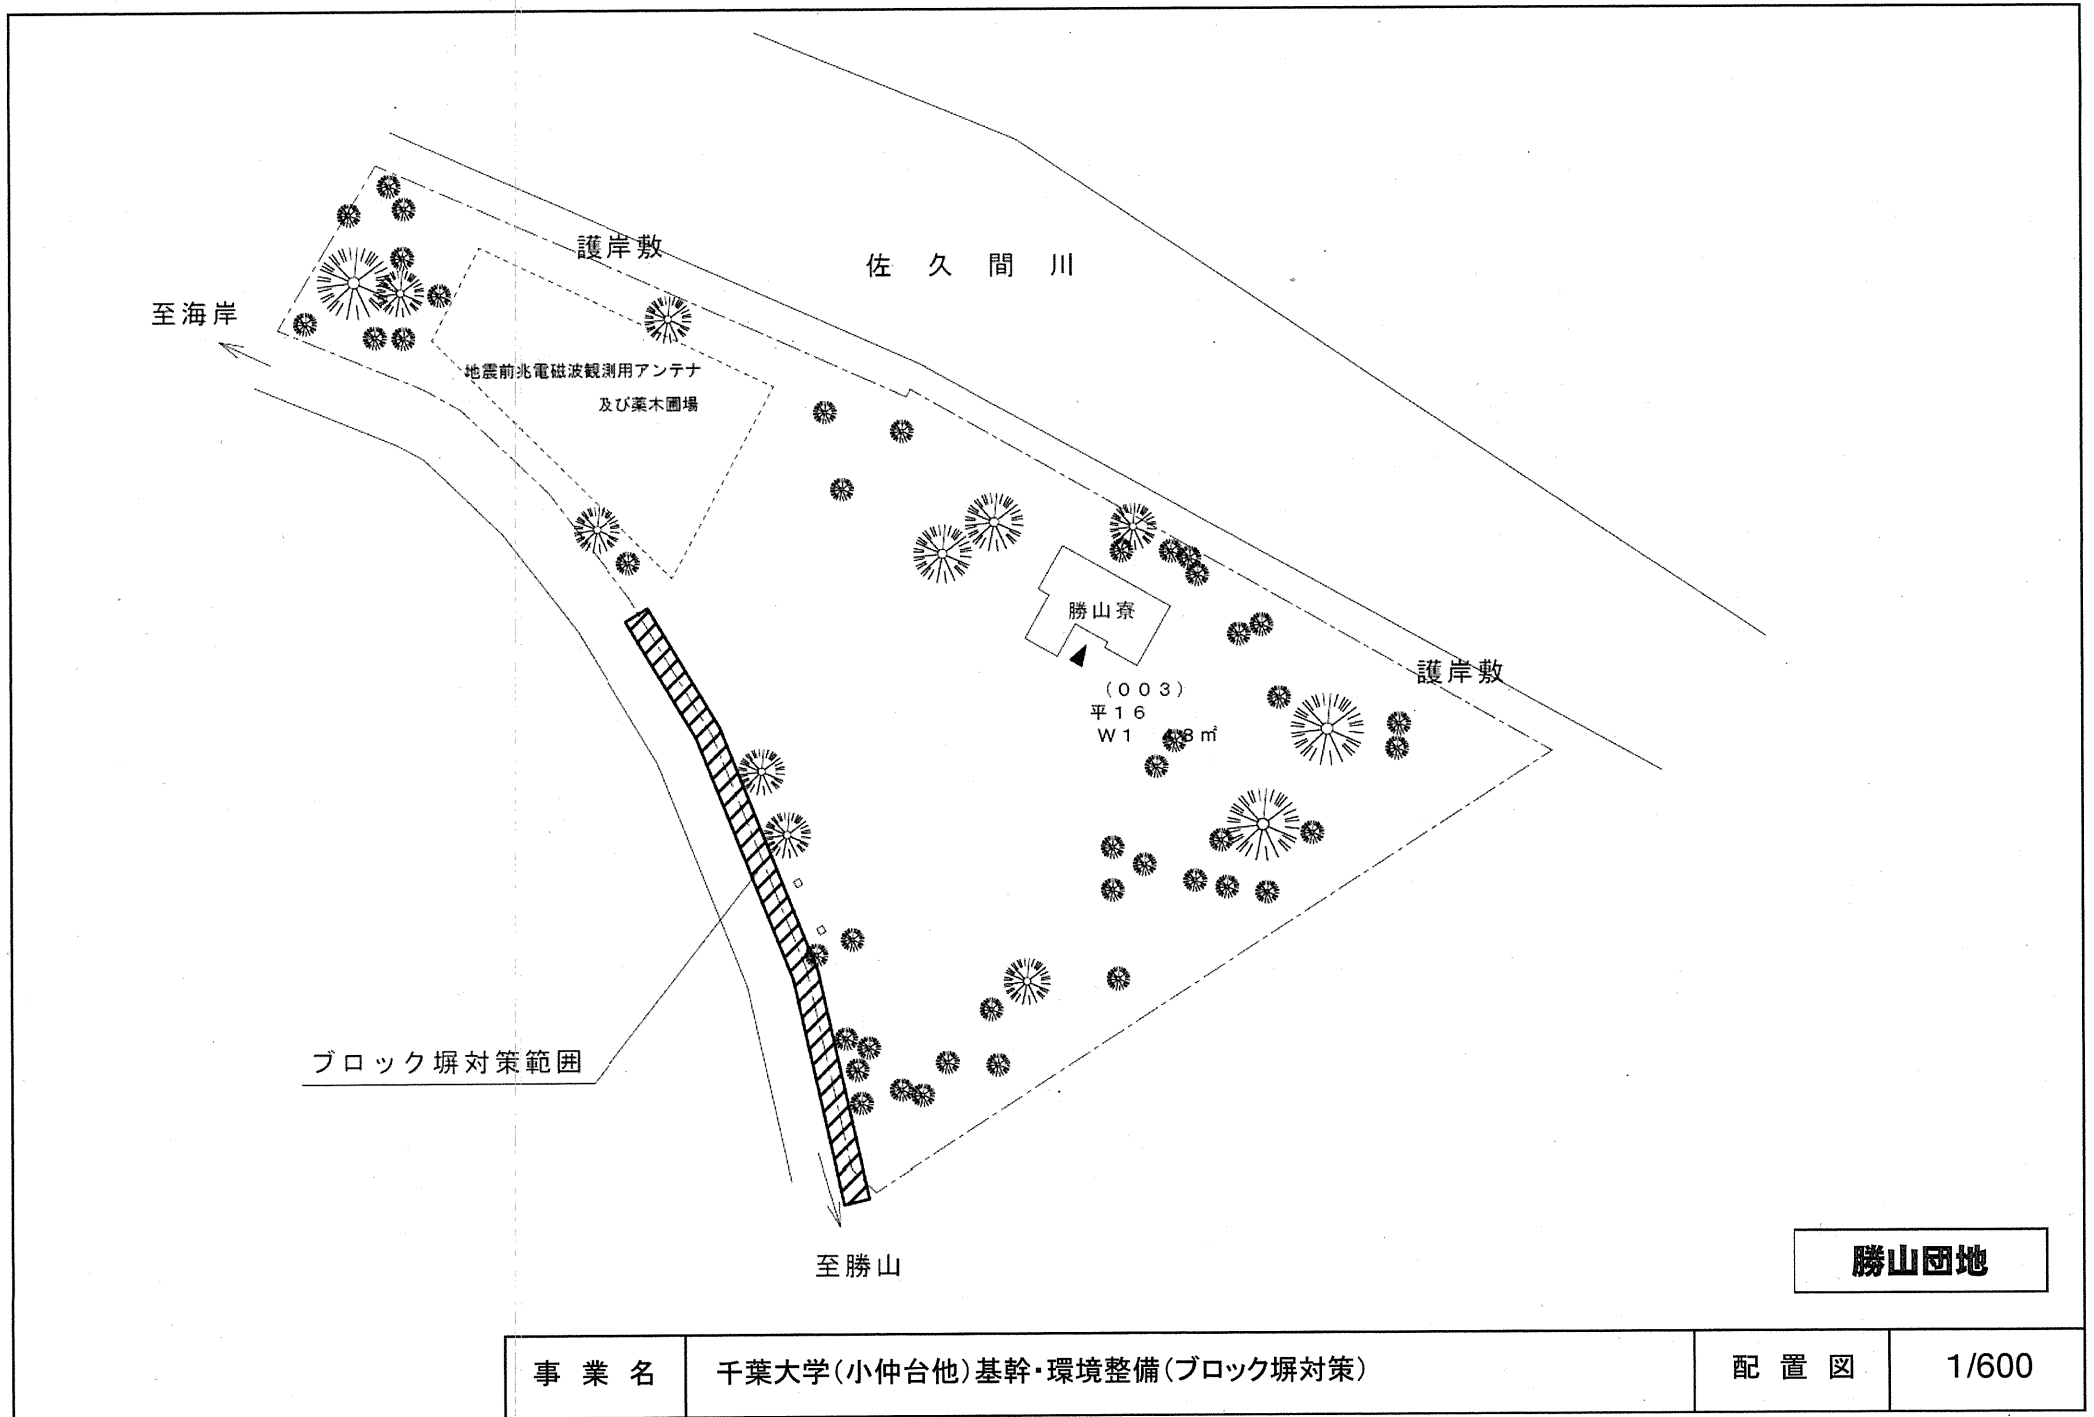 護岸敷
佐久間川
至海岸
地震前兆電磁波観測用アンテナ
及び薬木圃場
勝山寮
護岸敷
(003)
平16
W1 8㎡
ブロック塀対策範囲
至勝山
勝山団地
事業名 千葉大学(小仲台他)基幹・環境整備(ブロック塀対策) 配置図 1/600